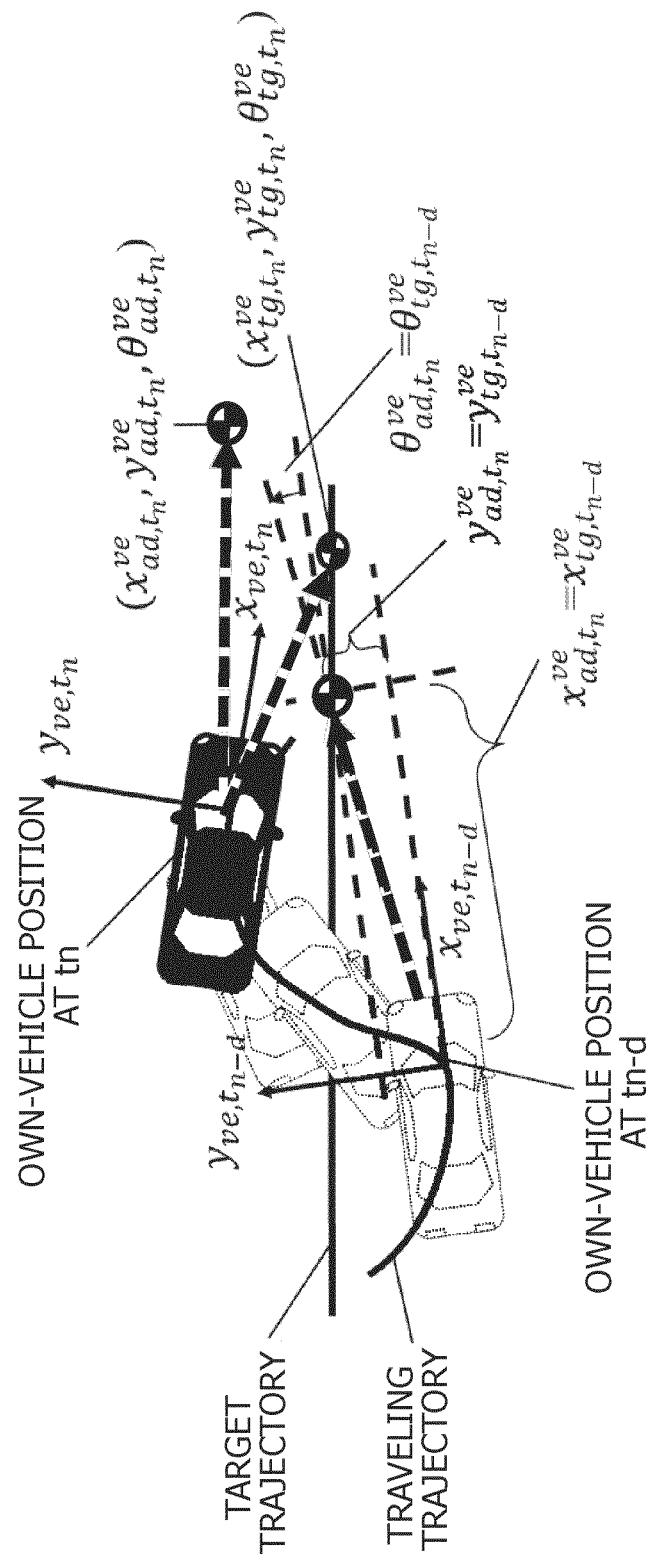 OWN-VEHICLE POSITION
AT tn
y_{ve,t_n}
(x^{ve}_{ad,t_n}, y^{ve}_{ad,t_n}, θ^{ve}_{ad,t_n})
x_{ve,t_n}
(x^{ve}_{tg,t_n}, y^{ve}_{tg,t_n}, θ^{ve}_{tg,t_n})
θ^{ve}_{ad,t_n}=θ^{ve}_{tg,t_{n-d}}
y^{ve}_{ad,t_n}=y^{ve}_{tg,t_{n-d}}
x^{ve}_{ad,t_n}=x^{ve}_{tg,t_{n-d}}
y_{ve,t_{n-d}}
x_{ve,t_{n-d}}
TARGET
TRAJECTORY
TRAVELING
TRAJECTORY
OWN-VEHICLE POSITION
AT tn-d